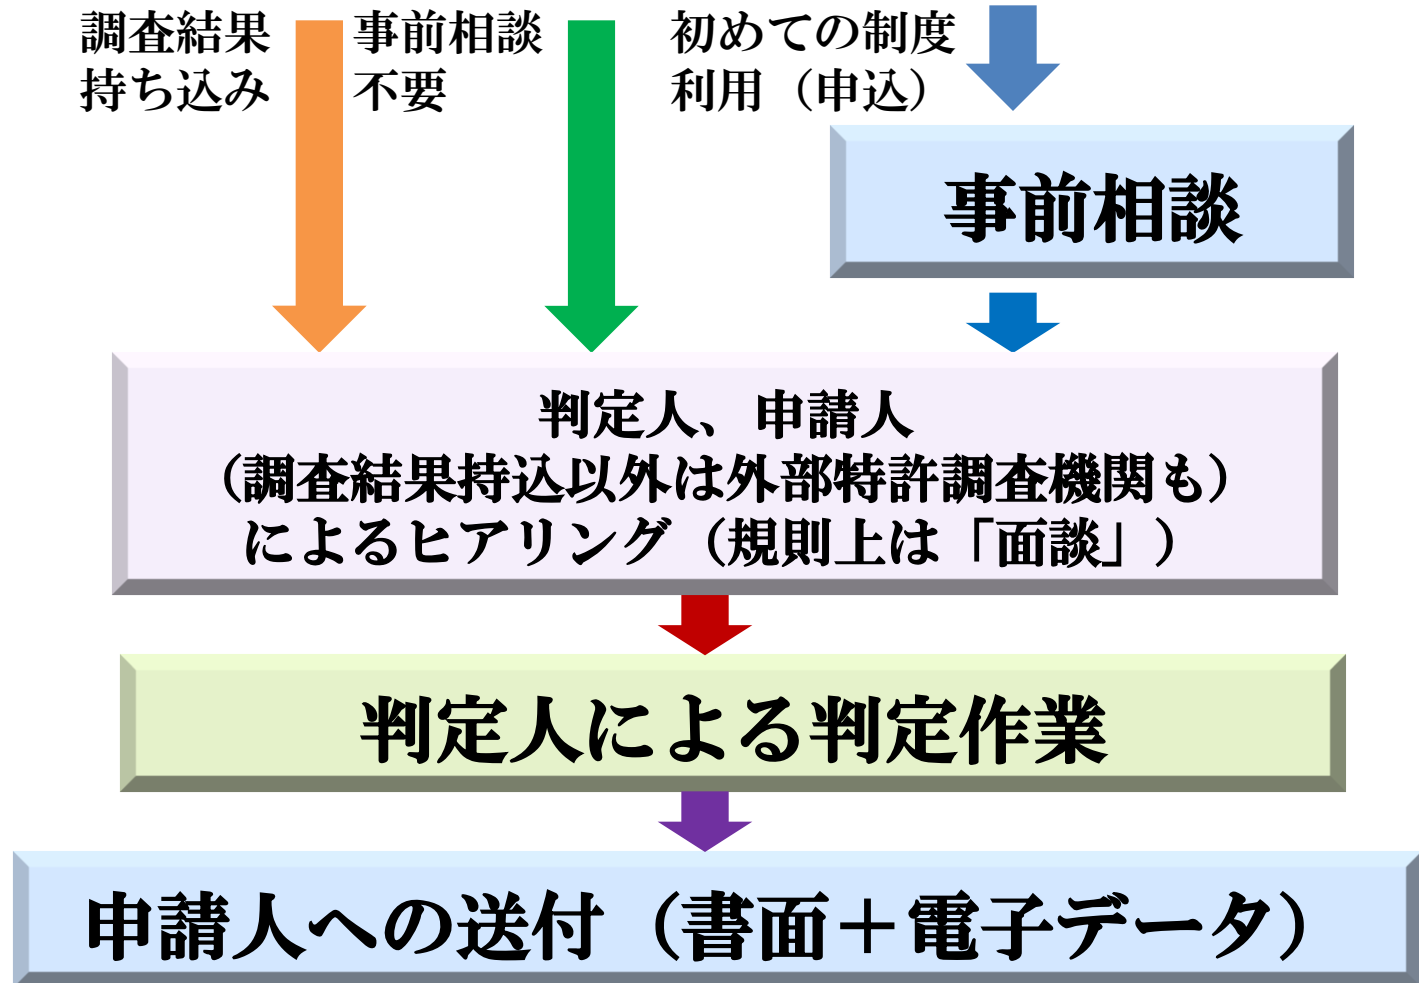 調査結果
持ち込み
事前相談
不要
初めての制度
利用（申込）
事前相談
判定人、申請人
（調査結果持込以外は外部特許調査機関も）
によるヒアリング（規則上は「面談」）
判定人による判定作業
申請人への送付（書面＋電子データ）